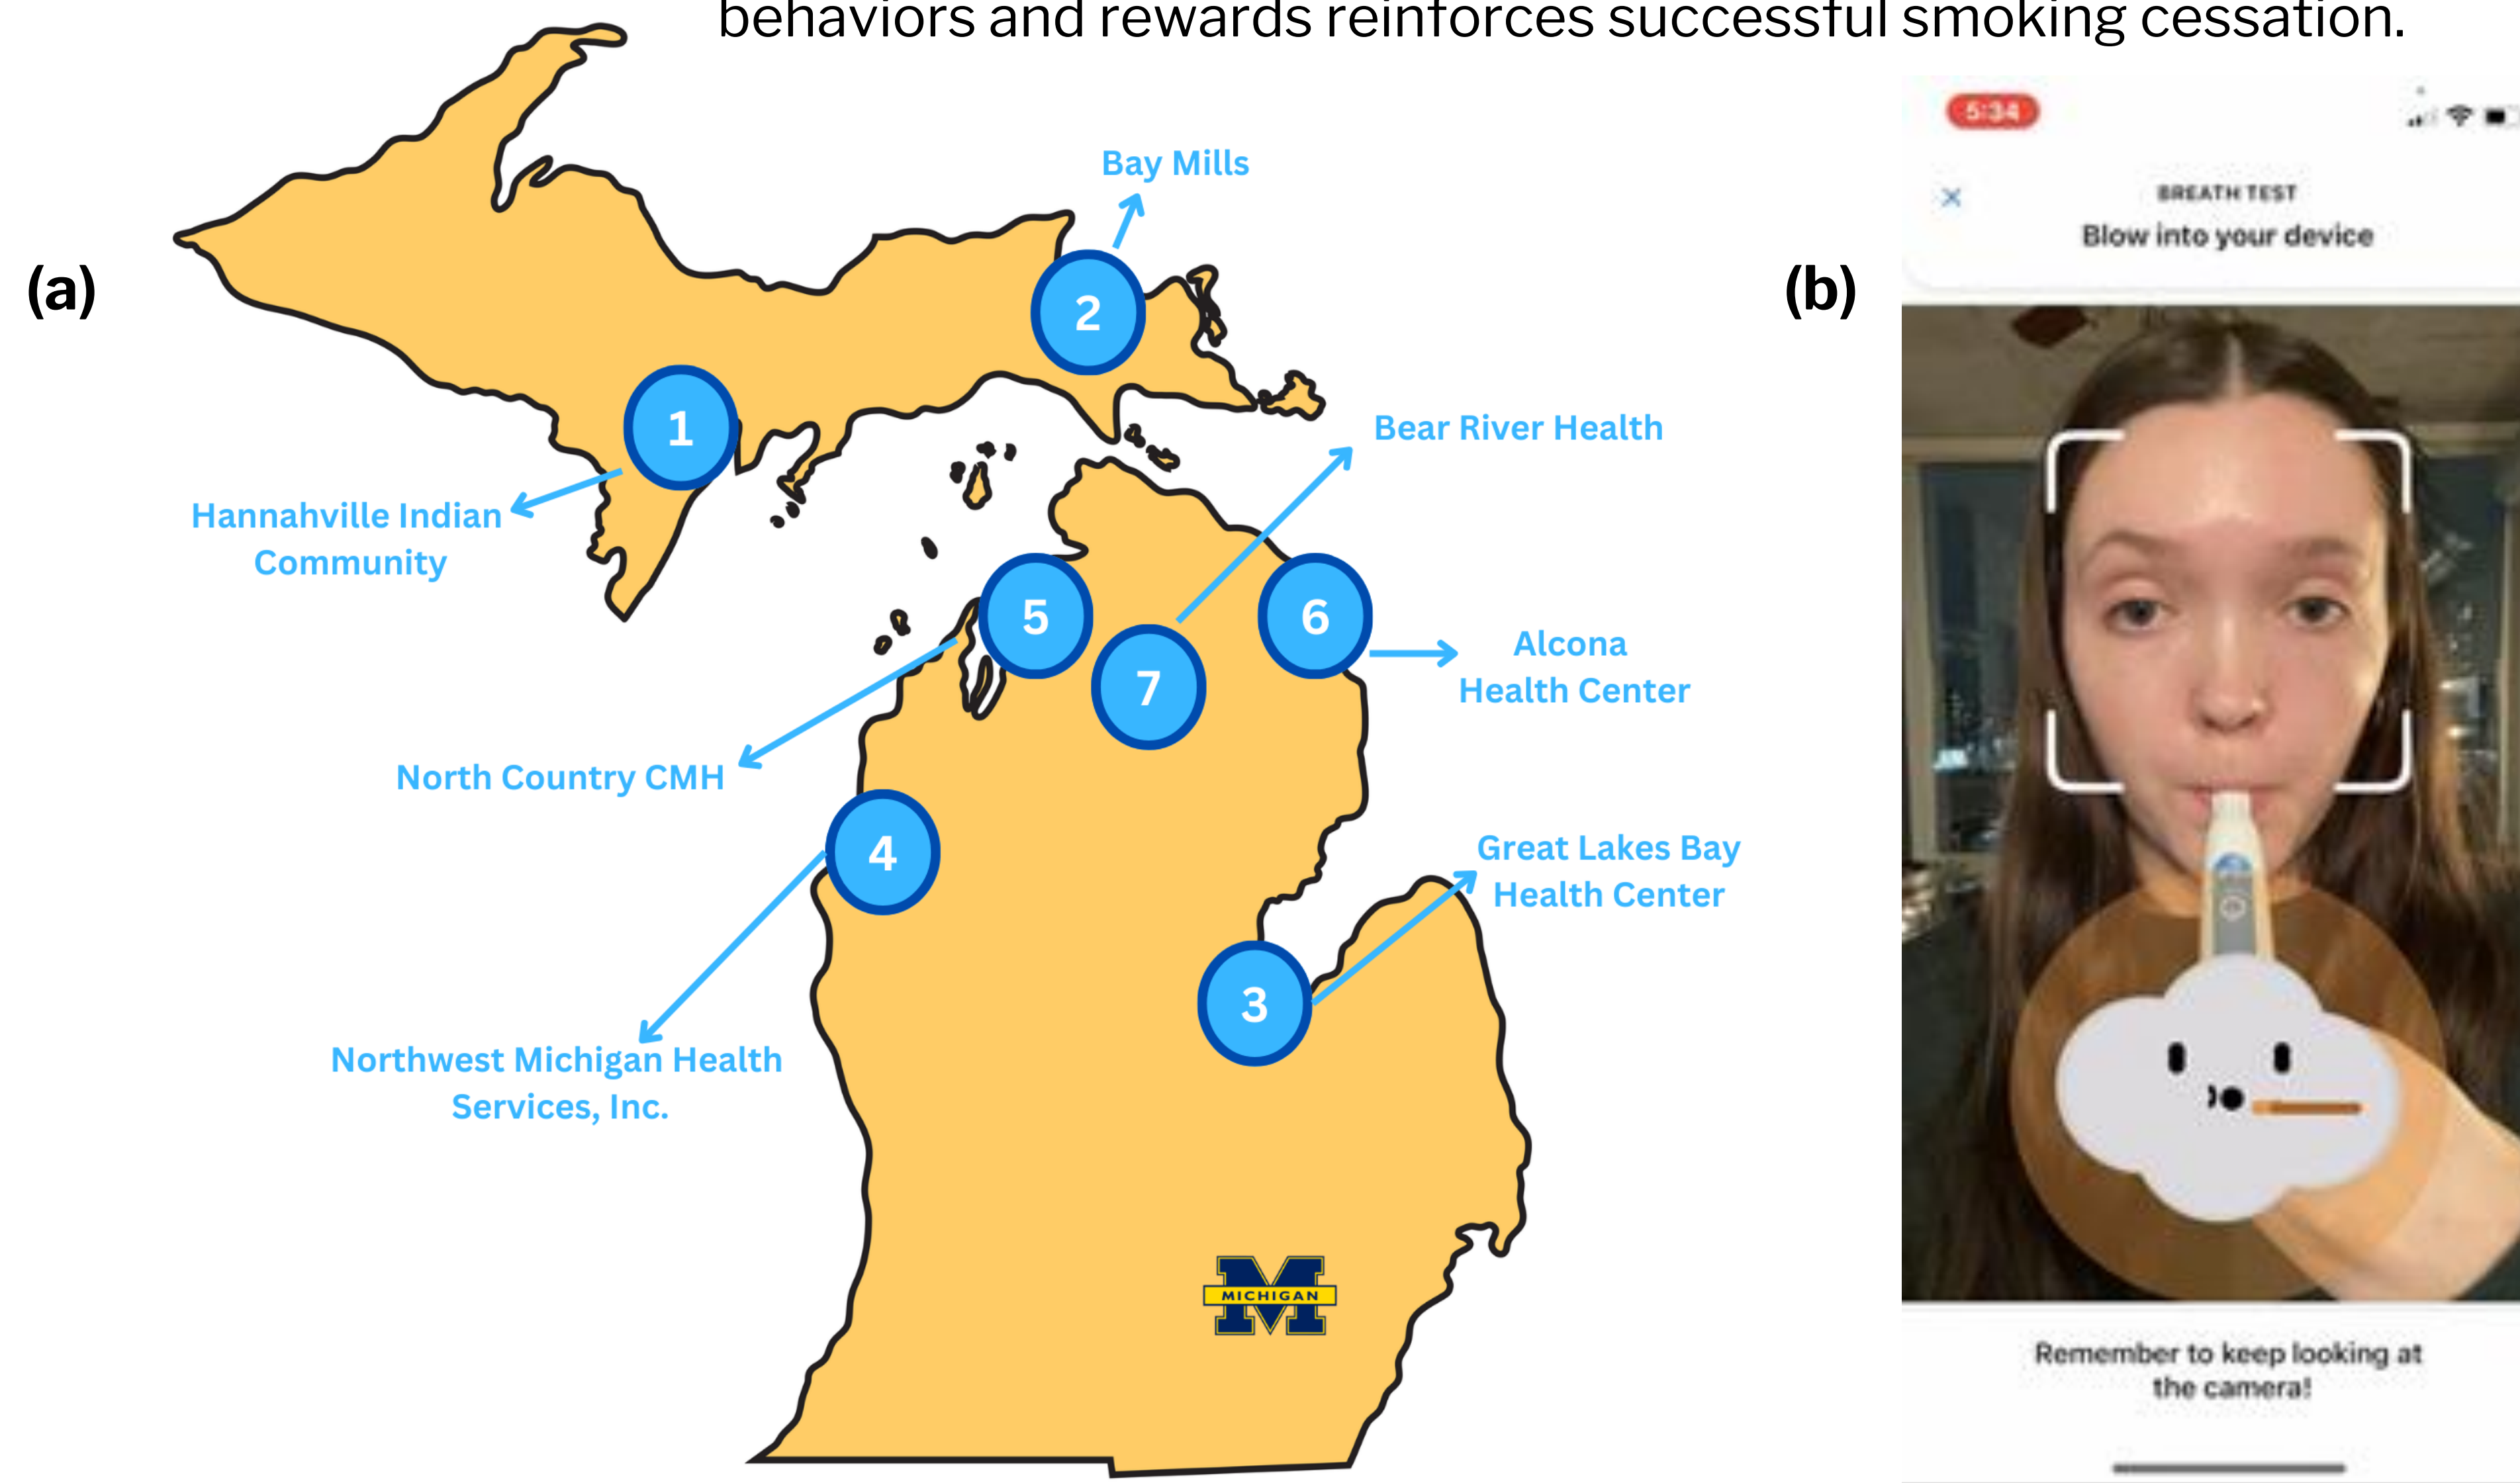 behaviors and rewards reinforces successful smoking cessation.
(a)
Bay Mills
2
1
Hannahville Indian
Community
Bear River Health
5
6
7
Alcona
Health Center
North Country CMH
4
Great Lakes Bay
Health Center
3
Northwest Michigan Health
Services, Inc.
MICHIGAN
(b)
5:34
BREATH TEST
Blow into your device
Remember to keep looking at
the camera!